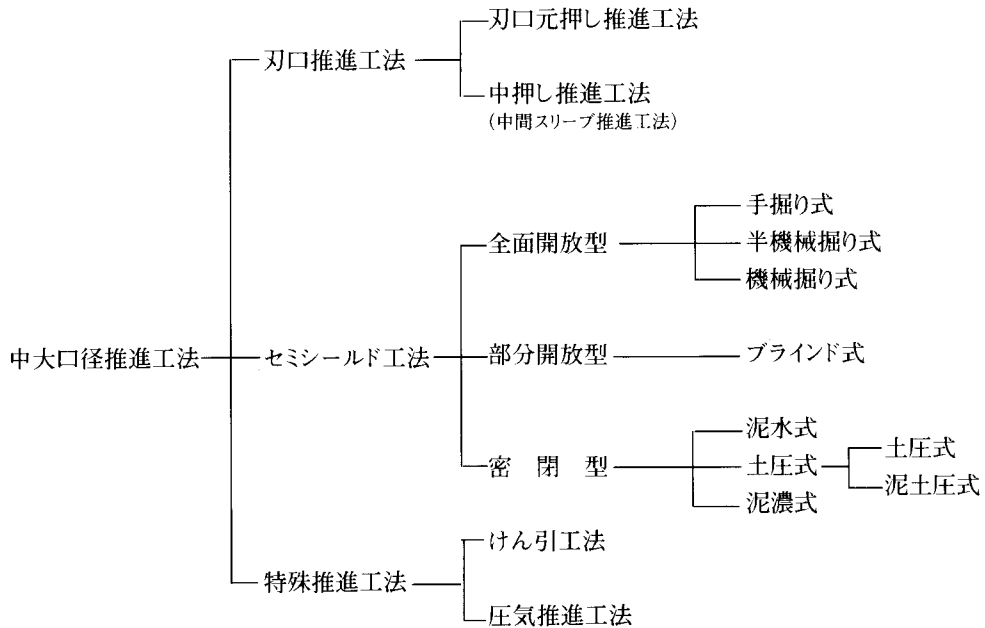 中大口径推進工法
刃口推進工法
刃口元押し推進工法
中押し推進工法
(中間スリーブ推進工法)
セミシールド工法
全面開放型
手掘り式
半機械掘り式
機械掘り式
部分開放型
ブラインド式
密閉型
泥水式
土圧式
土圧式
泥土圧式
泥濃式
特殊推進工法
けん引工法
圧気推進工法